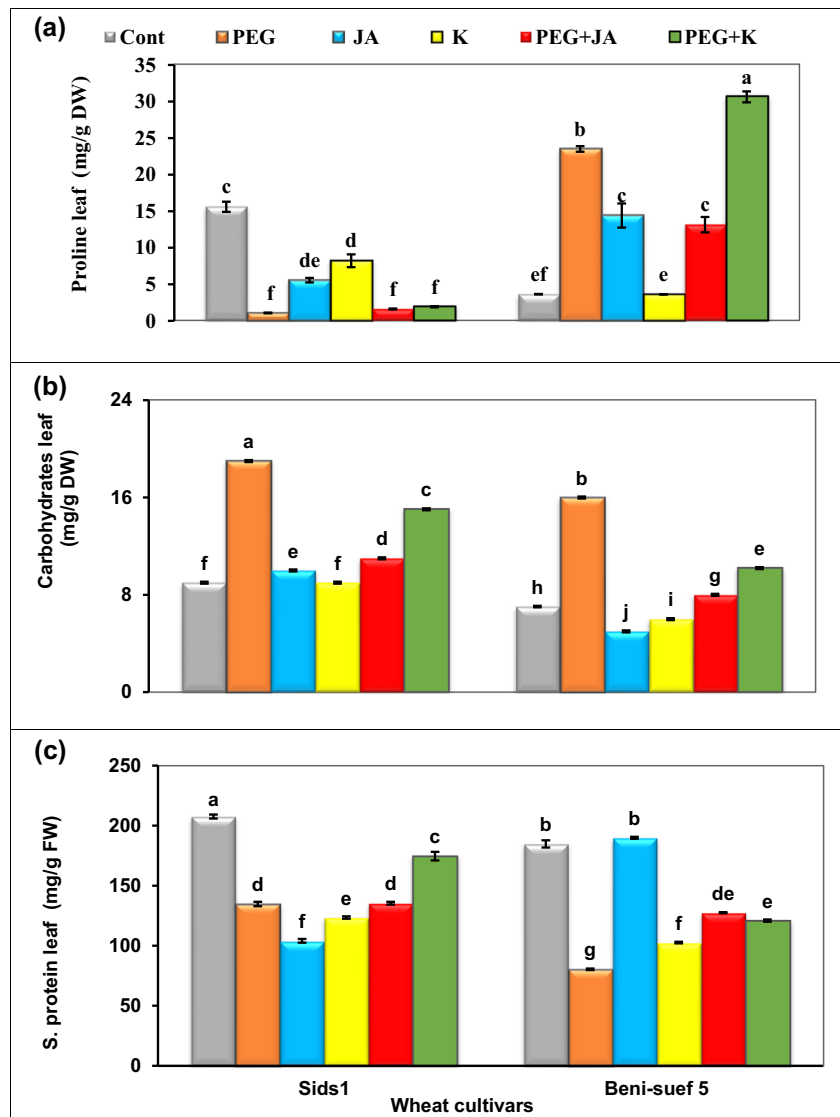 (a)
Cont PEG JA K PEG+JA PEG+K
Proline leaf (mg/g DW)
35
30
25
20
15
10
5
0
c f de d f f ef b c e c a
(b)
Carbohydrates leaf
(mg/g DW)
24
16
8
0
f a e f d c h b j i g e
(c)
S. protein leaf (mg/g FW)
250
200
150
100
50
0
a d f e d c b g b f de e
Sids1 Beni-suef 5
Wheat cultivars